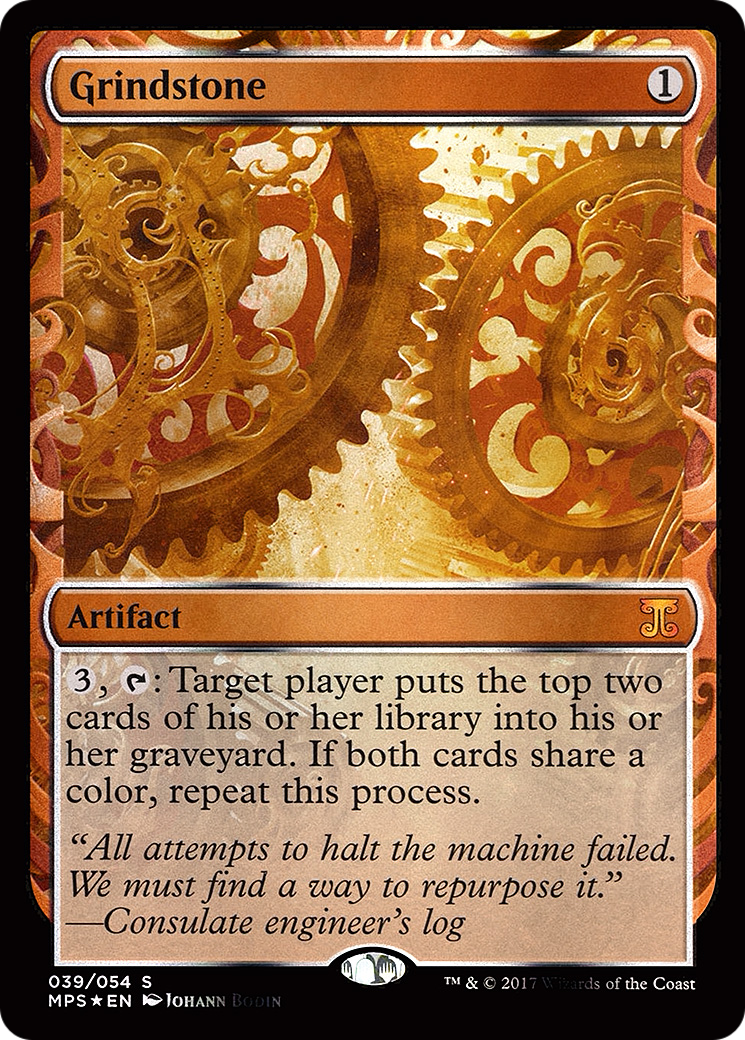 Grindstone 1
Artifact
3, : Target player puts the top two
cards of his or her library into his or
her graveyard. If both cards share a
color, repeat this process.
“All attempts to halt the machine failed.
We must find a way to repurpose it.”
—Consulate engineer’s log
039/054 S
MPS★EN Johann Bodin
™ & © 2017 Wizards of the Coast